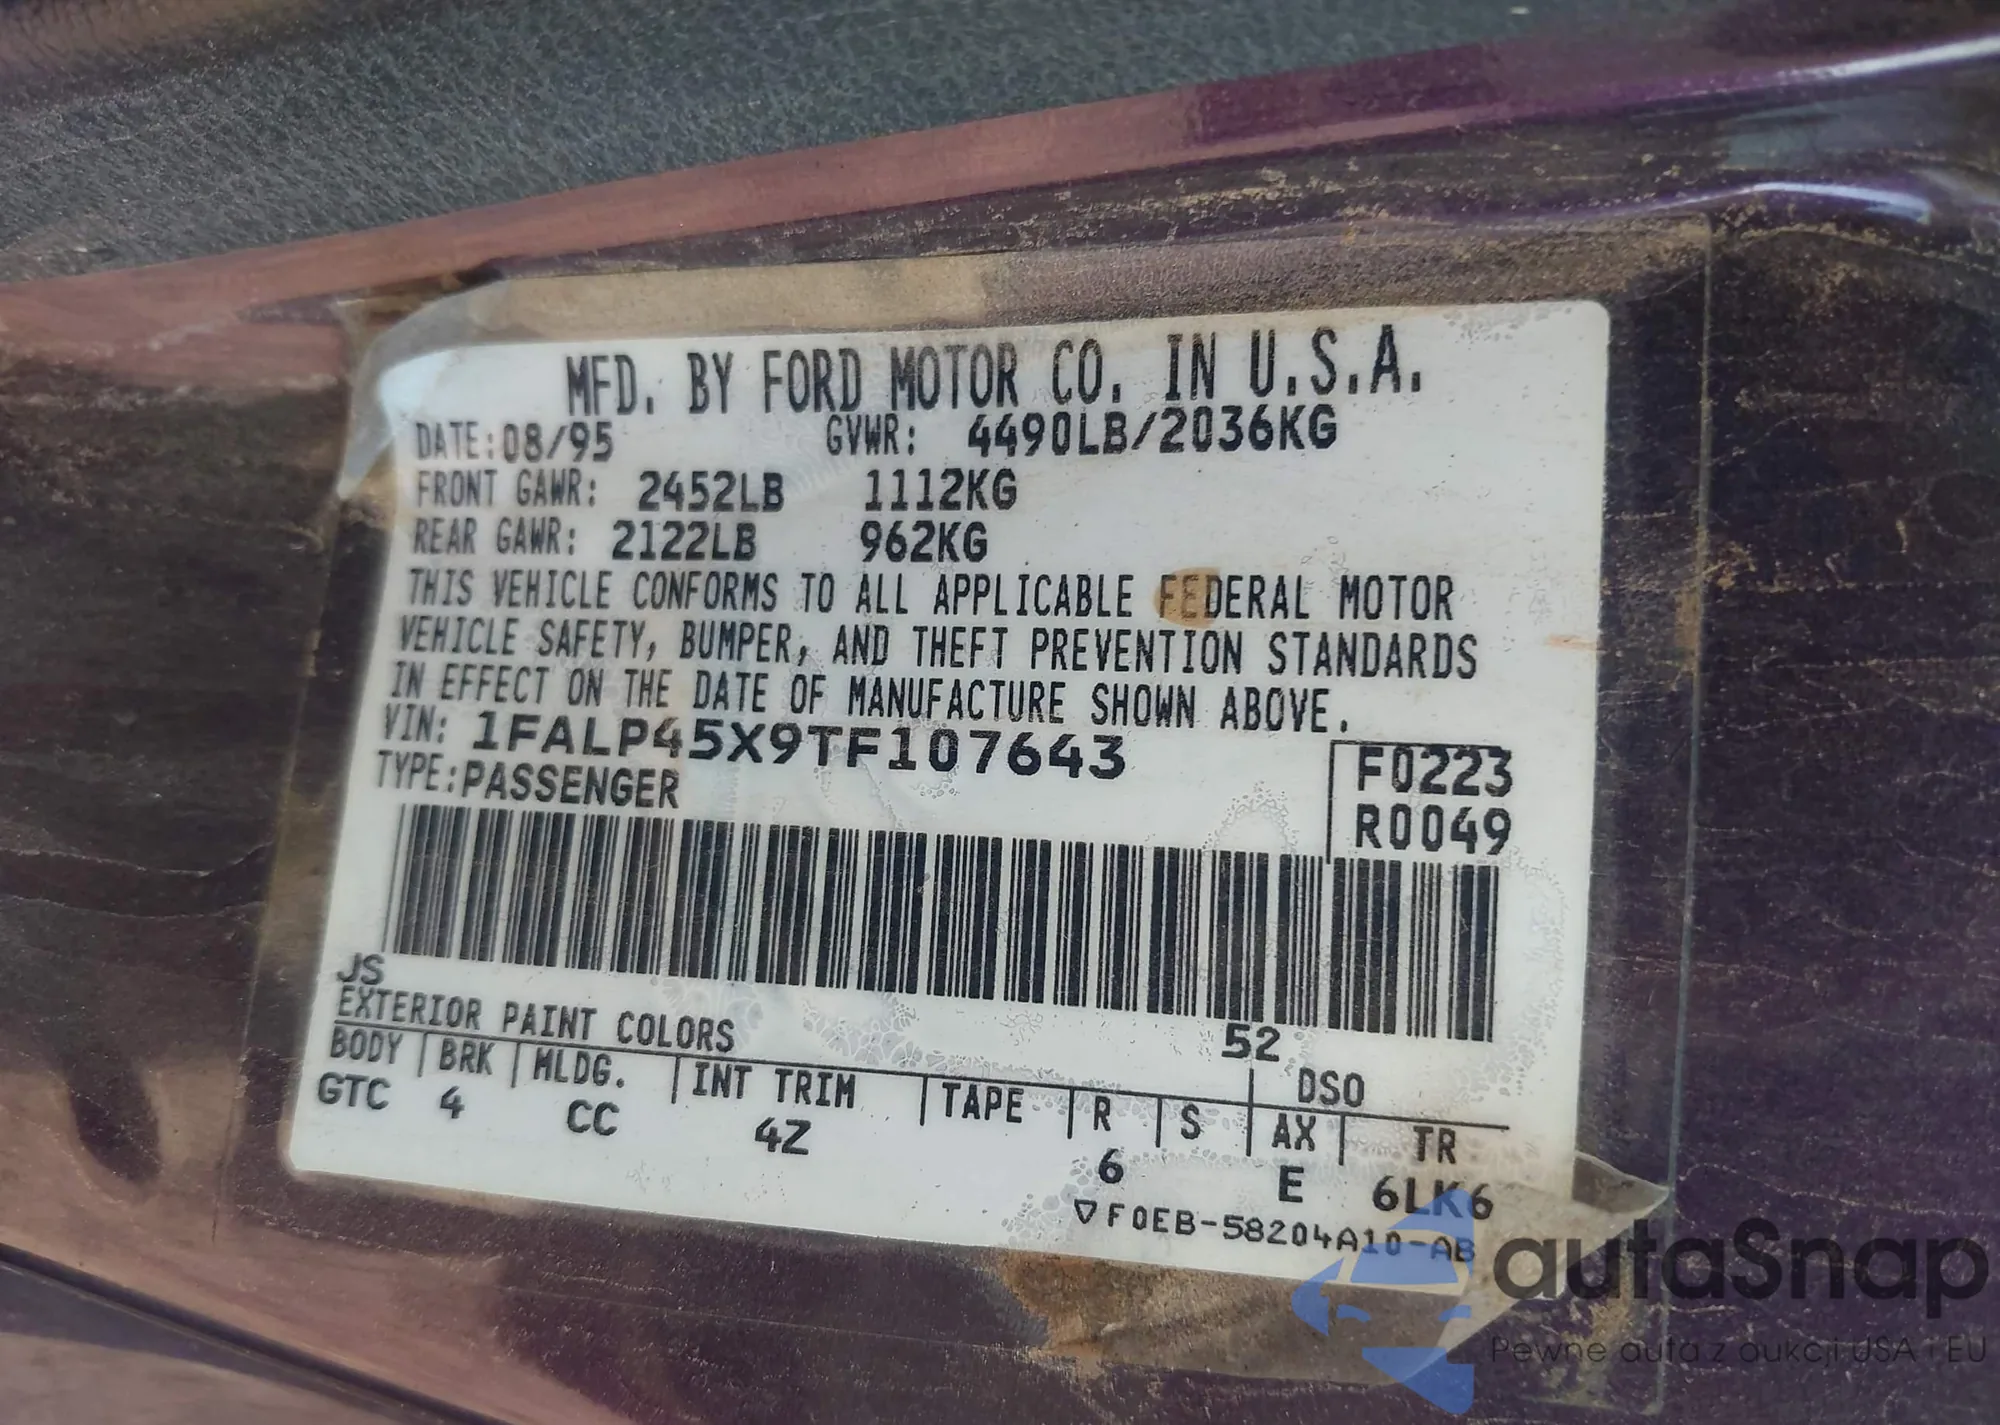 MFD. BY FORD MOTOR CO. IN U.S.A.
DATE:08/95 GVWR: 4490LB/2036KG
FRONT GAWR: 2452LB 1112KG
REAR GAWR: 2122LB 962KG
THIS VEHICLE CONFORMS TO ALL APPLICABLE FEDERAL MOTOR
VEHICLE SAFETY, BUMPER, AND THEFT PREVENTION STANDARDS
IN EFFECT ON THE DATE OF MANUFACTURE SHOWN ABOVE.
VIN: 1FALP45X9TF107643
TYPE:PASSENGER
F0223
R0049
JS
EXTERIOR PAINT COLORS 52 DSO
BODY BRK MLDG. INT TRIM TAPE R S AX TR
GTC 4 CC 4Z 6 E 6LK6
▽F0EB-58204A10-AB
autaSnap
Pewne auta z aukcji USA i EU